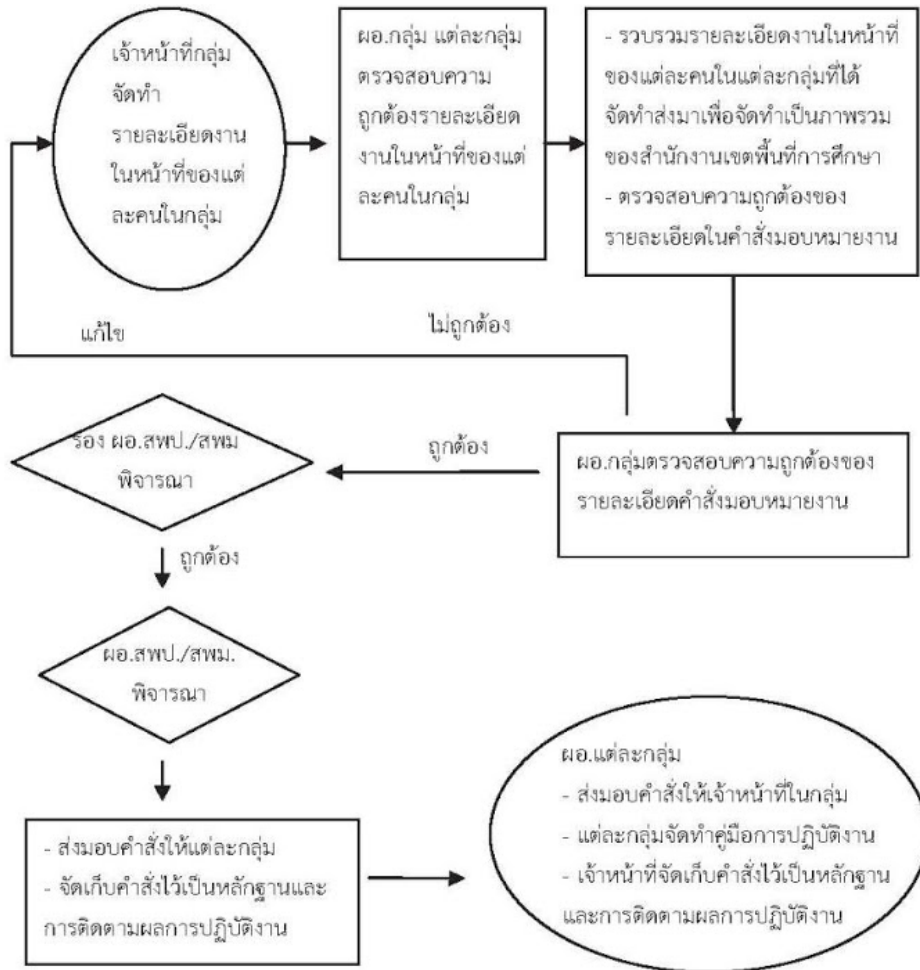 เจ้าหน้าที่กลุ่ม
จัดทำ
รายละเอียดงาน
ในหน้าที่ของแต่
ละคนในกลุ่ม
ผอ.กลุ่ม แต่ละกลุ่ม
ตรวจสอบความ
ถูกต้องรายละเอียด
งานในหน้าที่ของแต่
ละคนในกลุ่ม
- รวบรวมรายละเอียดงานในหน้าที่
ของแต่ละคนในแต่ละกลุ่มที่ได้
จัดทำส่งมาเพื่อจัดทำเป็นภาพรวม
ของสำนักงานเขตพื้นที่การศึกษา
- ตรวจสอบความถูกต้องของ
รายละเอียดในคำสั่งมอบหมายงาน
แก้ไข
ไม่ถูกต้อง
ผอ.กลุ่มตรวจสอบความถูกต้องของ
รายละเอียดคำสั่งมอบหมายงาน
ถูกต้อง
รอง ผอ.สพป./สพม
พิจารณา
ถูกต้อง
ผอ.สพป./สพม.
พิจารณา
- ส่งมอบคำสั่งให้แต่ละกลุ่ม
- จัดเก็บคำสั่งไว้เป็นหลักฐานและ
การติดตามผลการปฏิบัติงาน
ผอ.แต่ละกลุ่ม
- ส่งมอบคำสั่งให้เจ้าหน้าที่ในกลุ่ม
- แต่ละกลุ่มจัดทำคู่มือการปฏิบัติงาน
- เจ้าหน้าที่จัดเก็บคำสั่งไว้เป็นหลักฐาน
และการติดตามผลการปฏิบัติงาน